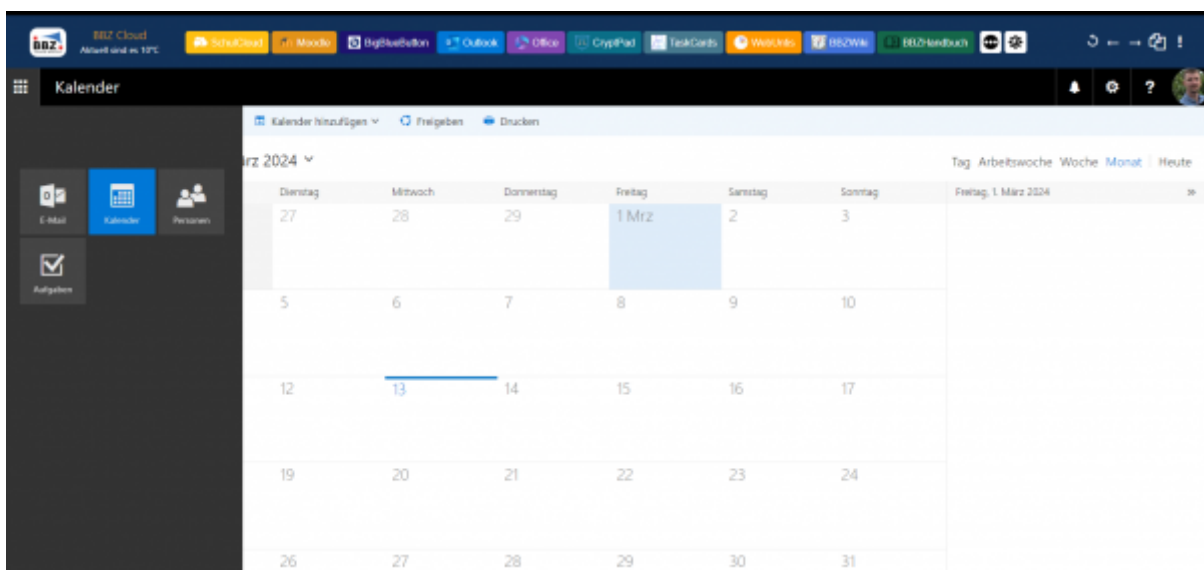 BBZ.
BBZ Cloud
Aktuell sind es 10°C
SchulCloud Moodle BigBlueButton Outlook Office CryptPad TaskCards WebUntis BBZWiki BBZHandbuch
Kalender
?
Kalender hinzufügen Freigeben Drucken
irz 2024
Tag Arbeitswoche Woche Monat Heute
Dienstag Mittwoch Donnerstag Freitag Samstag Sonntag Freitag, 1. März 2024
E-Mail Kalender Personen
Aufgaben
27 28 29 1 Mrz 2 3
5 6 7 8 9 10
12 13 14 15 16 17
19 20 21 22 23 24
26 27 28 29 30 31